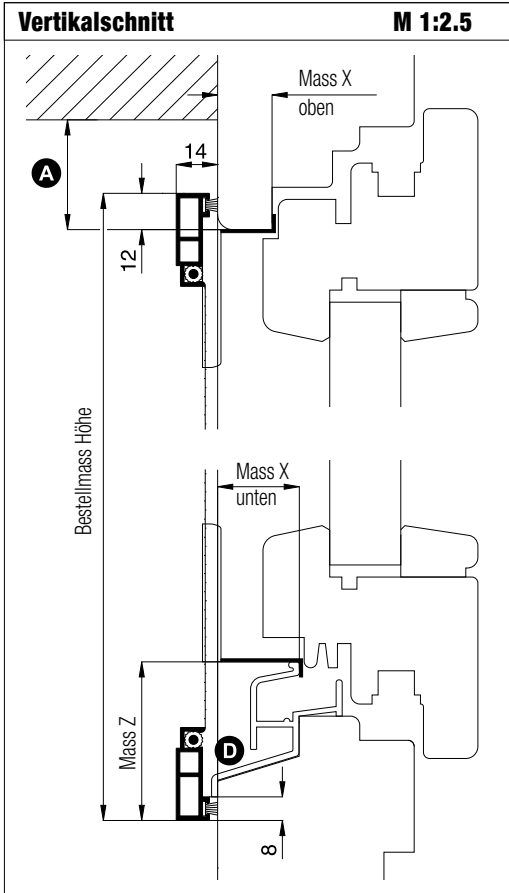 Vertikalschnitt M 1:2.5
Mass X
oben
14
A
12
Bestellmass Höhe
Mass X
unten
Mass Z
D
8